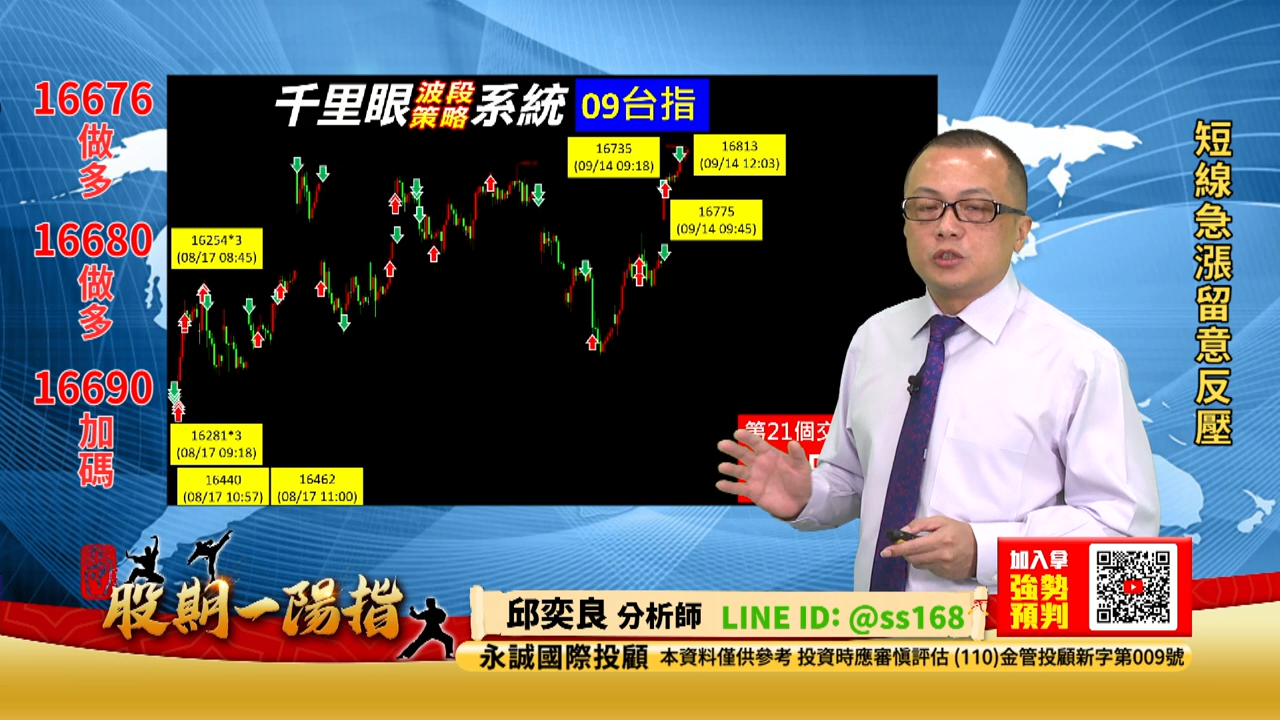 16676
做多
16680
做多
16690
加碼
千里眼波段策略系統 09台指
16735
(09/14 09:18)
16813
(09/14 12:03)
16775
(09/14 09:45)
16254*3
(08/17 08:45)
16281*3
(08/17 09:18)
16440
(08/17 10:57)
16462
(08/17 11:00)
第21個交
短線急漲留意反壓
股期一陽指
邱奕良 分析師 LINE ID: @ss168
永誠國際投顧 本資料僅供參考 投資時應審慎評估 (110)金管投顧新字第009號
加入拿
強勢
預判